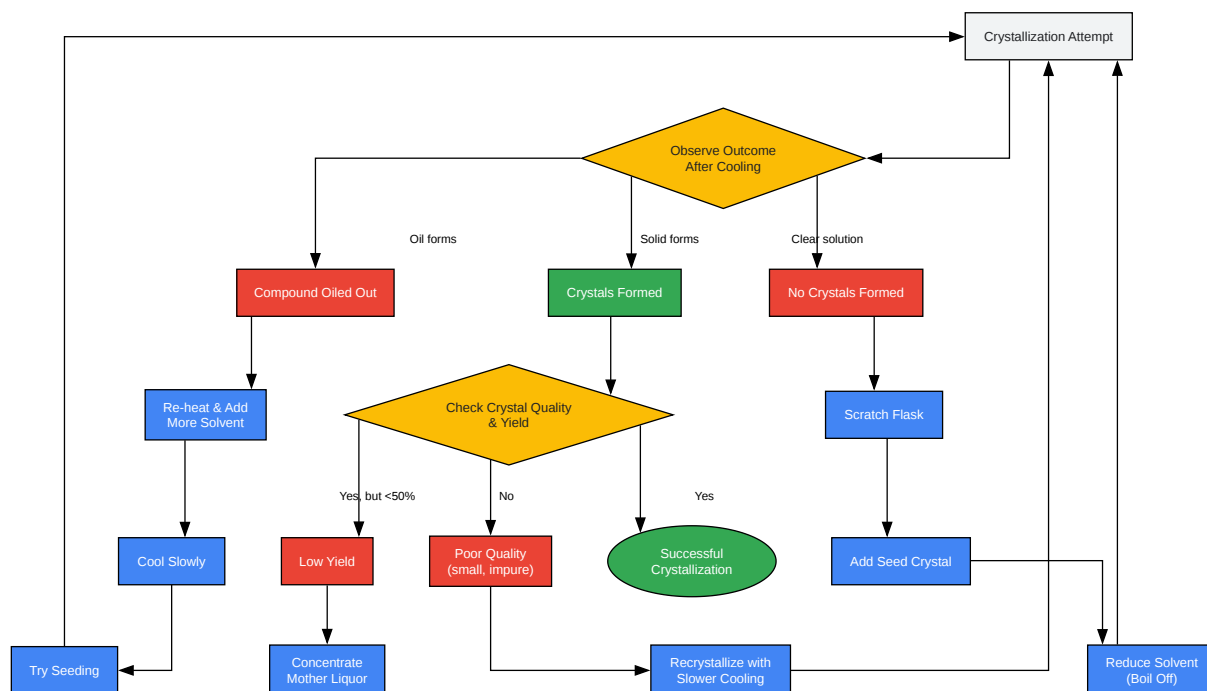 Crystallization Attempt
Observe Outcome
After Cooling
Oil forms
Solid forms
Clear solution
Compound Oiled Out
Crystals Formed
No Crystals Formed
Re-heat & Add
More Solvent
Check Crystal Quality
& Yield
Scratch Flask
Yes, but <50%
No
Yes
Cool Slowly
Low Yield
Poor Quality
(small, impure)
Successful
Crystallization
Add Seed Crystal
Try Seeding
Concentrate
Mother Liquor
Recrystallize with
Slower Cooling
Reduce Solvent
(Boil Off)